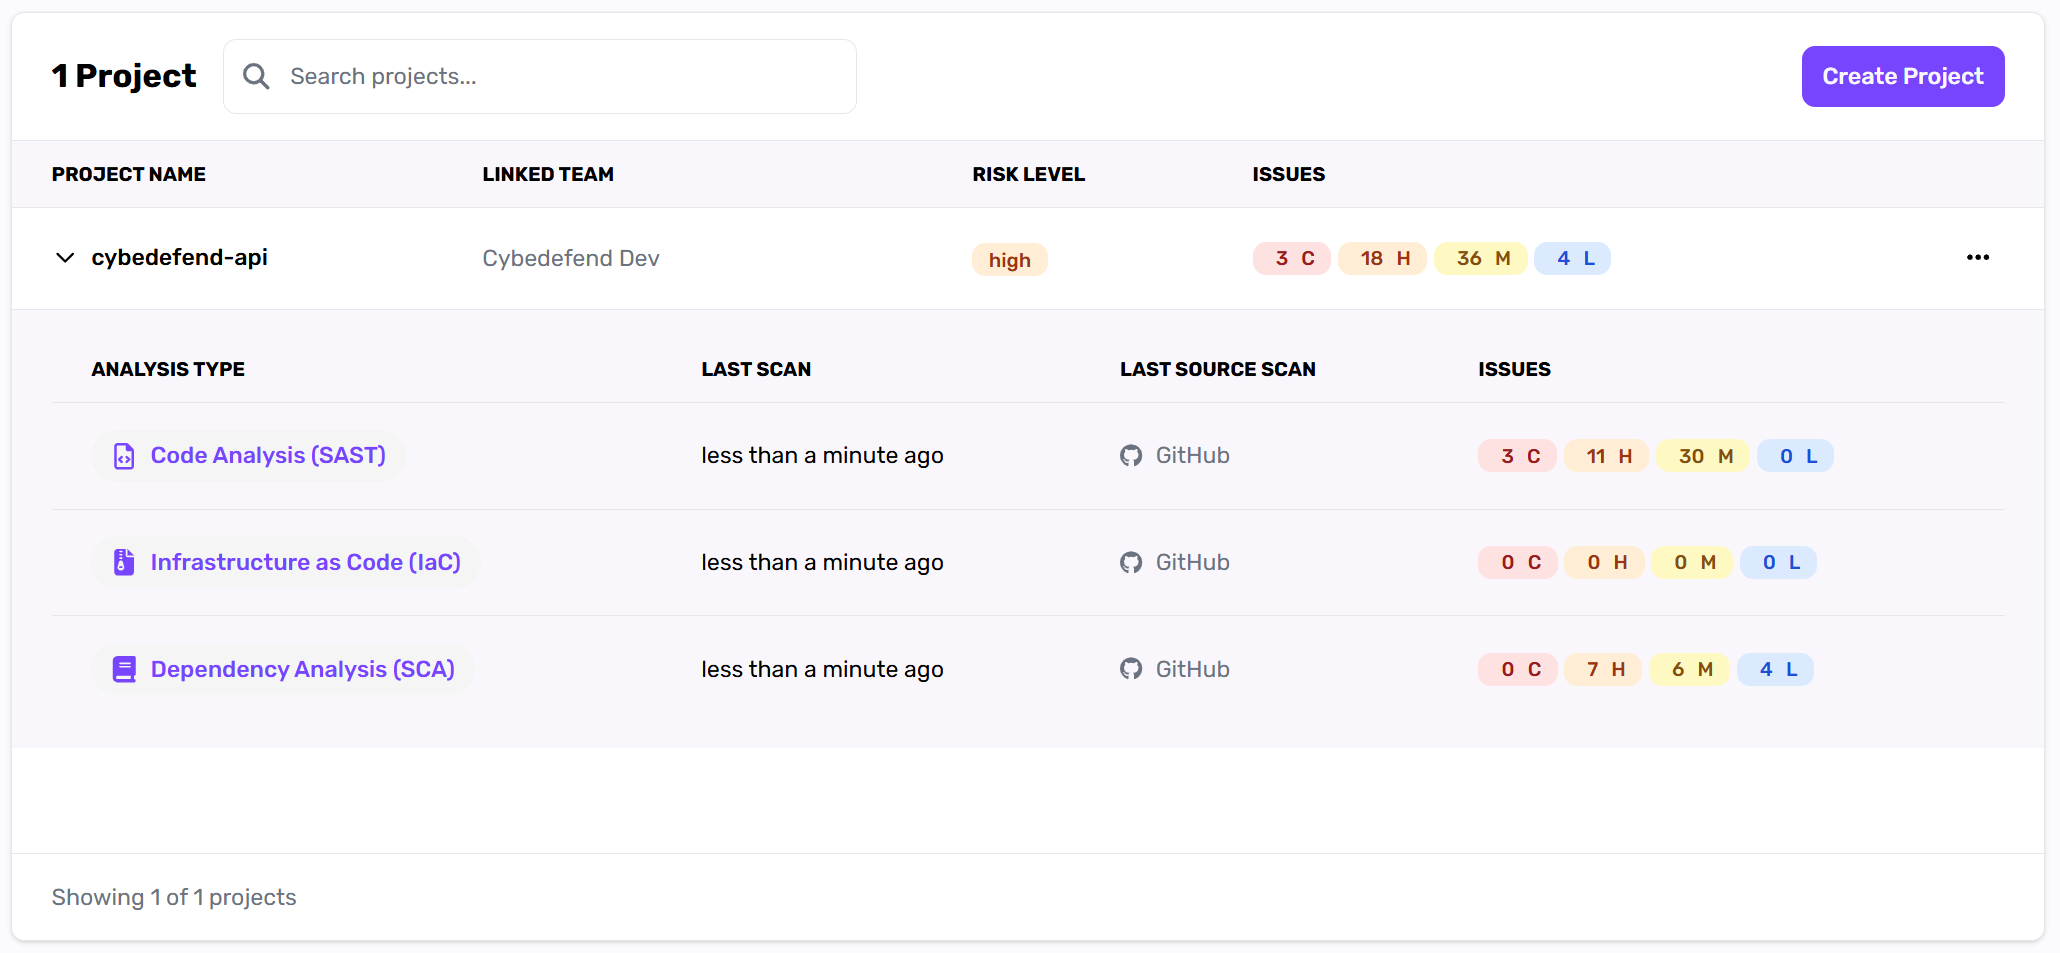 1 Project
Search projects...
Create Project
PROJECT NAME LINKED TEAM RISK LEVEL ISSUES
cybedefend-api Cybedefend Dev high 3 C 18 H 36 M 4 L
ANALYSIS TYPE LAST SCAN LAST SOURCE SCAN ISSUES
Code Analysis (SAST) less than a minute ago GitHub 3 C 11 H 30 M 0 L
Infrastructure as Code (IaC) less than a minute ago GitHub 0 C 0 H 0 M 0 L
Dependency Analysis (SCA) less than a minute ago GitHub 0 C 7 H 6 M 4 L
Showing 1 of 1 projects